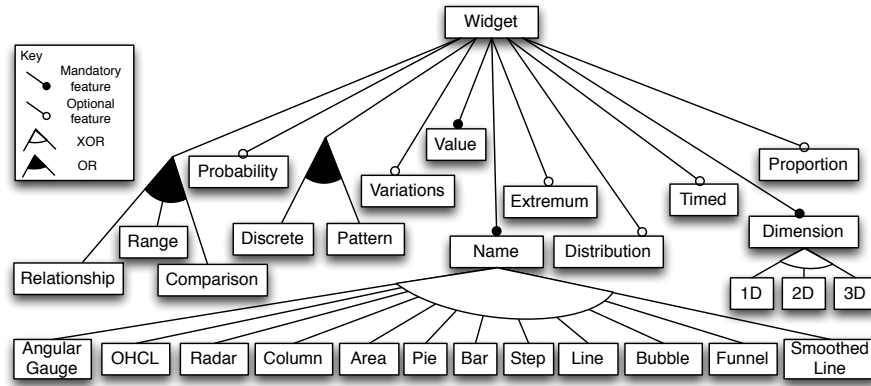 Widget
Key
Mandatory
feature
Optional
feature
XOR
OR
Probability
Value
Variations
Extremum
Timed
Proportion
Relationship
Range
Comparison
Discrete
Pattern
Name
Distribution
Dimension
1D
2D
3D
Angular
Gauge
OHCL
Radar
Column
Area
Pie
Bar
Step
Line
Bubble
Funnel
Smoothed
Line